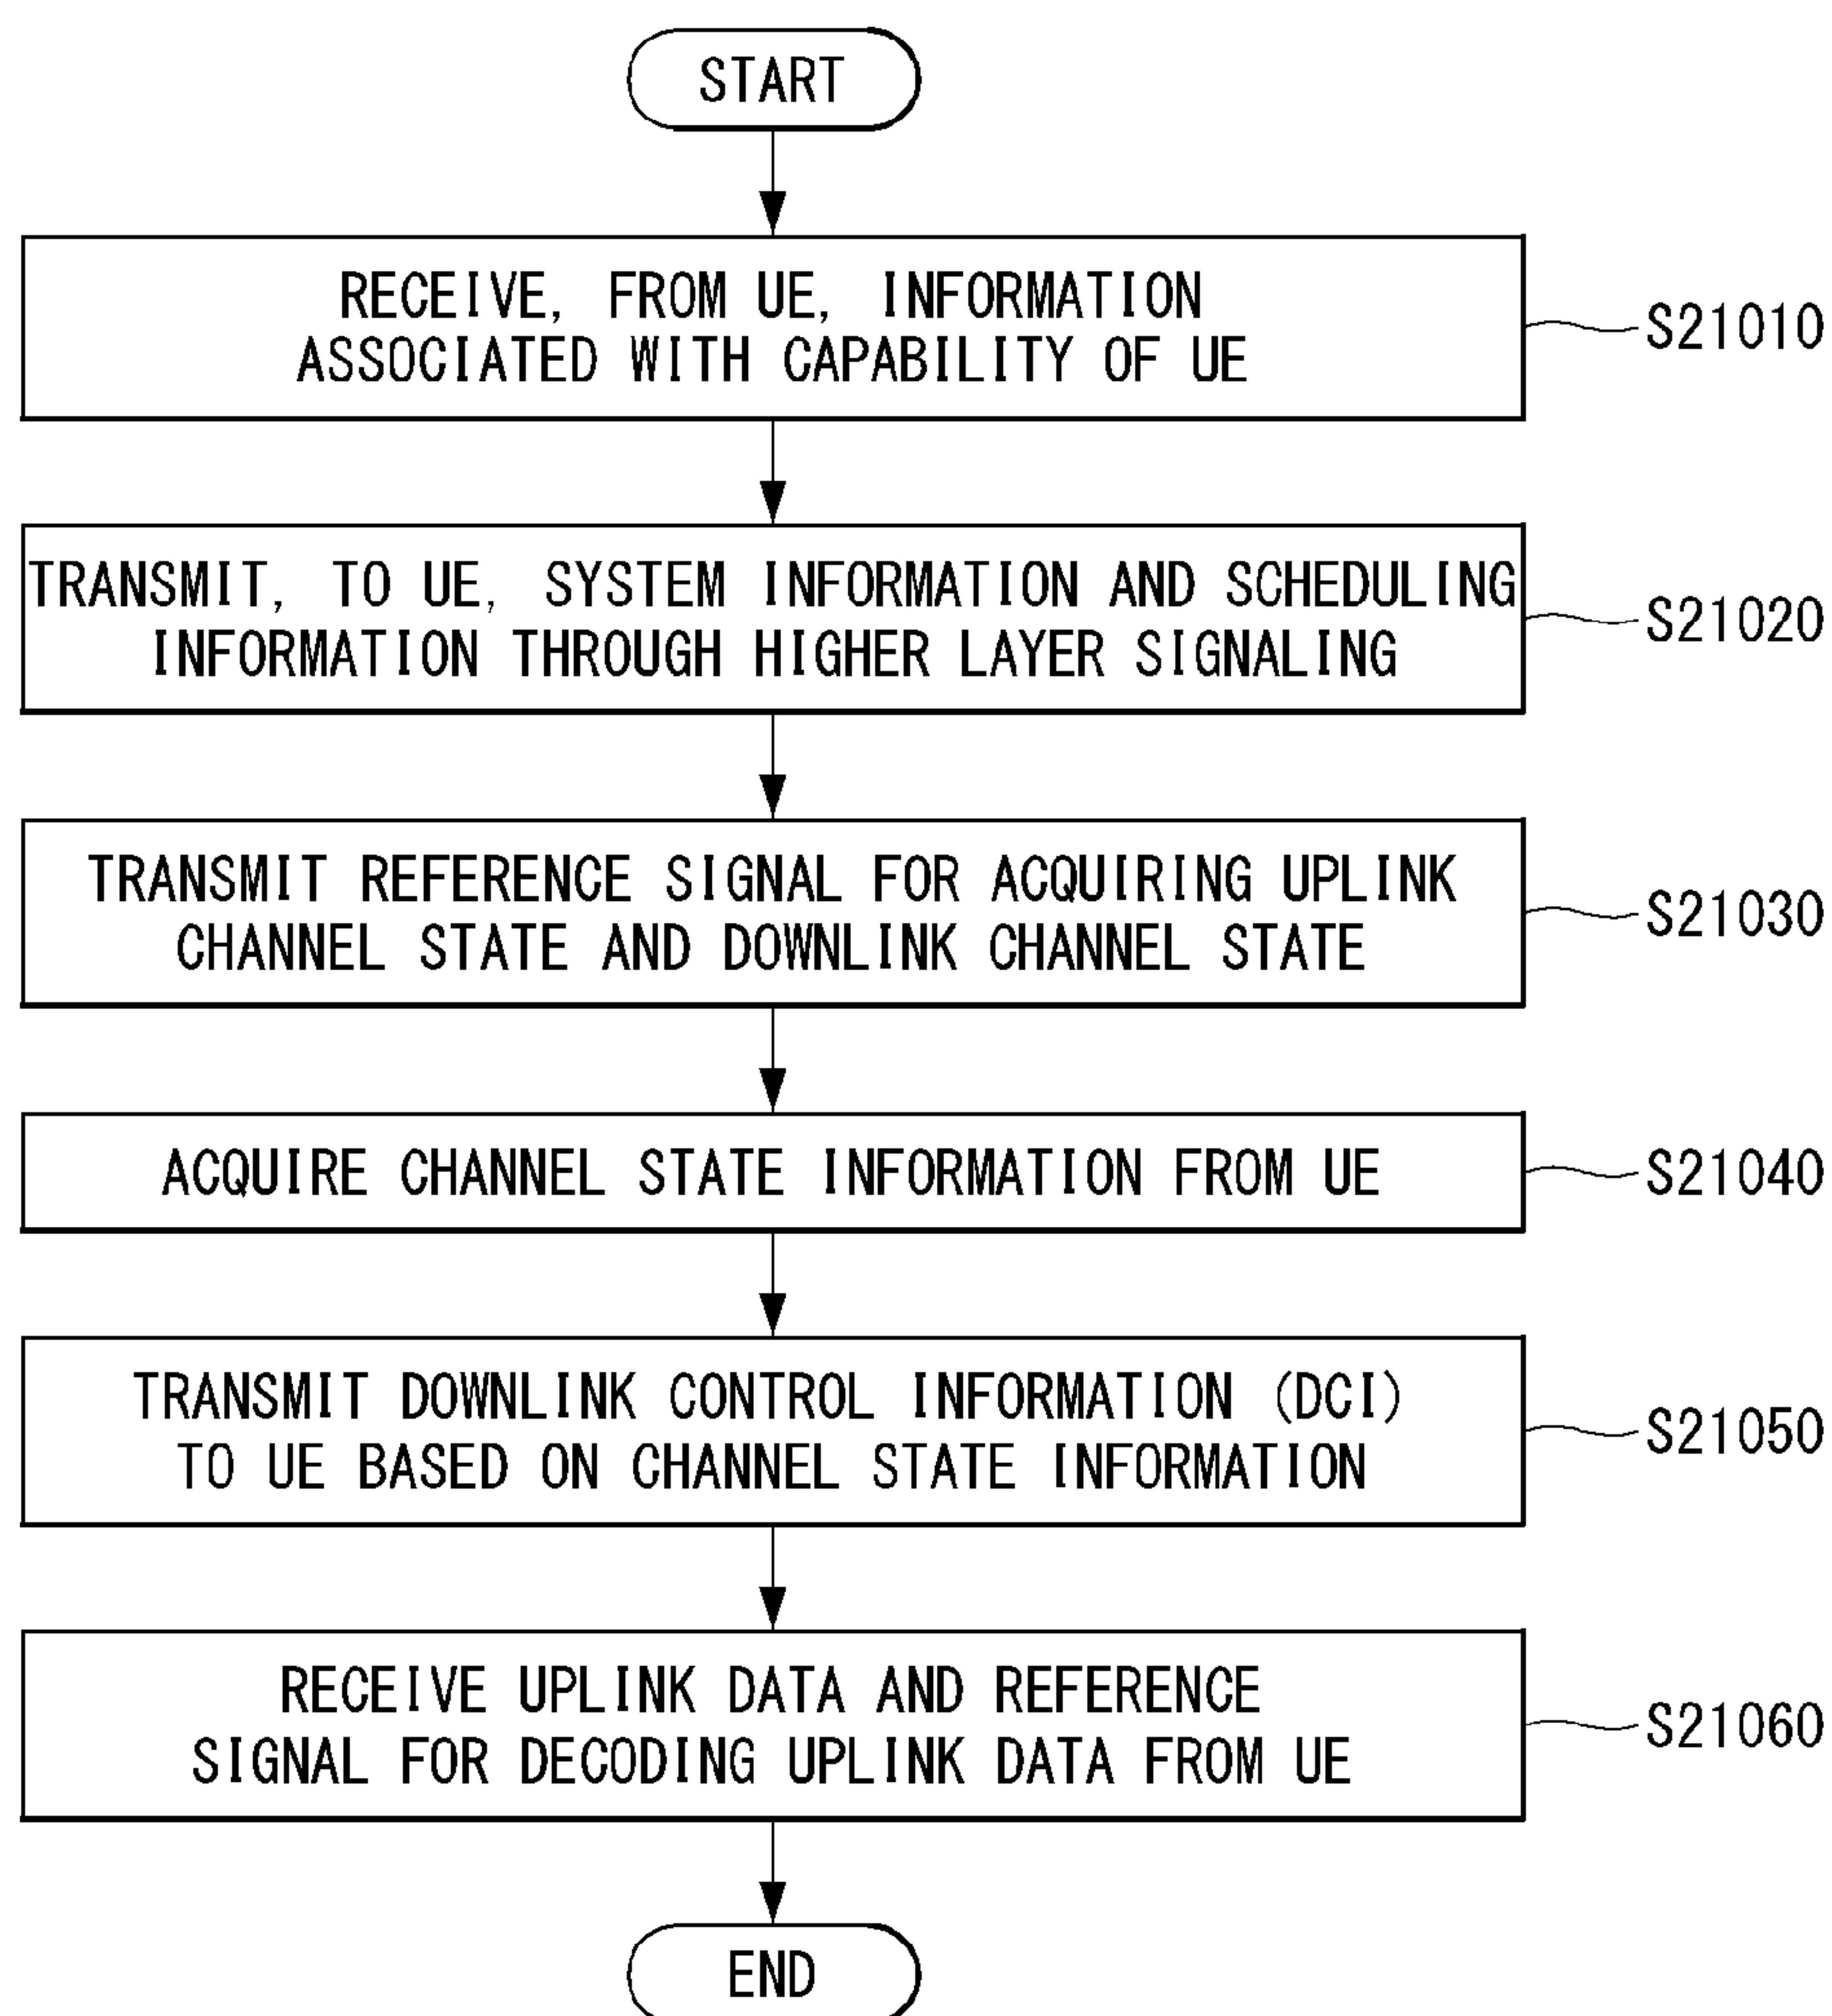 START
RECEIVE, FROM UE, INFORMATION
ASSOCIATED WITH CAPABILITY OF UE
S21010
TRANSMIT, TO UE, SYSTEM INFORMATION AND SCHEDULING
INFORMATION THROUGH HIGHER LAYER SIGNALING
S21020
TRANSMIT REFERENCE SIGNAL FOR ACQUIRING UPLINK
CHANNEL STATE AND DOWNLINK CHANNEL STATE
S21030
ACQUIRE CHANNEL STATE INFORMATION FROM UE
S21040
TRANSMIT DOWNLINK CONTROL INFORMATION (DCI)
TO UE BASED ON CHANNEL STATE INFORMATION
S21050
RECEIVE UPLINK DATA AND REFERENCE
SIGNAL FOR DECODING UPLINK DATA FROM UE
S21060
END